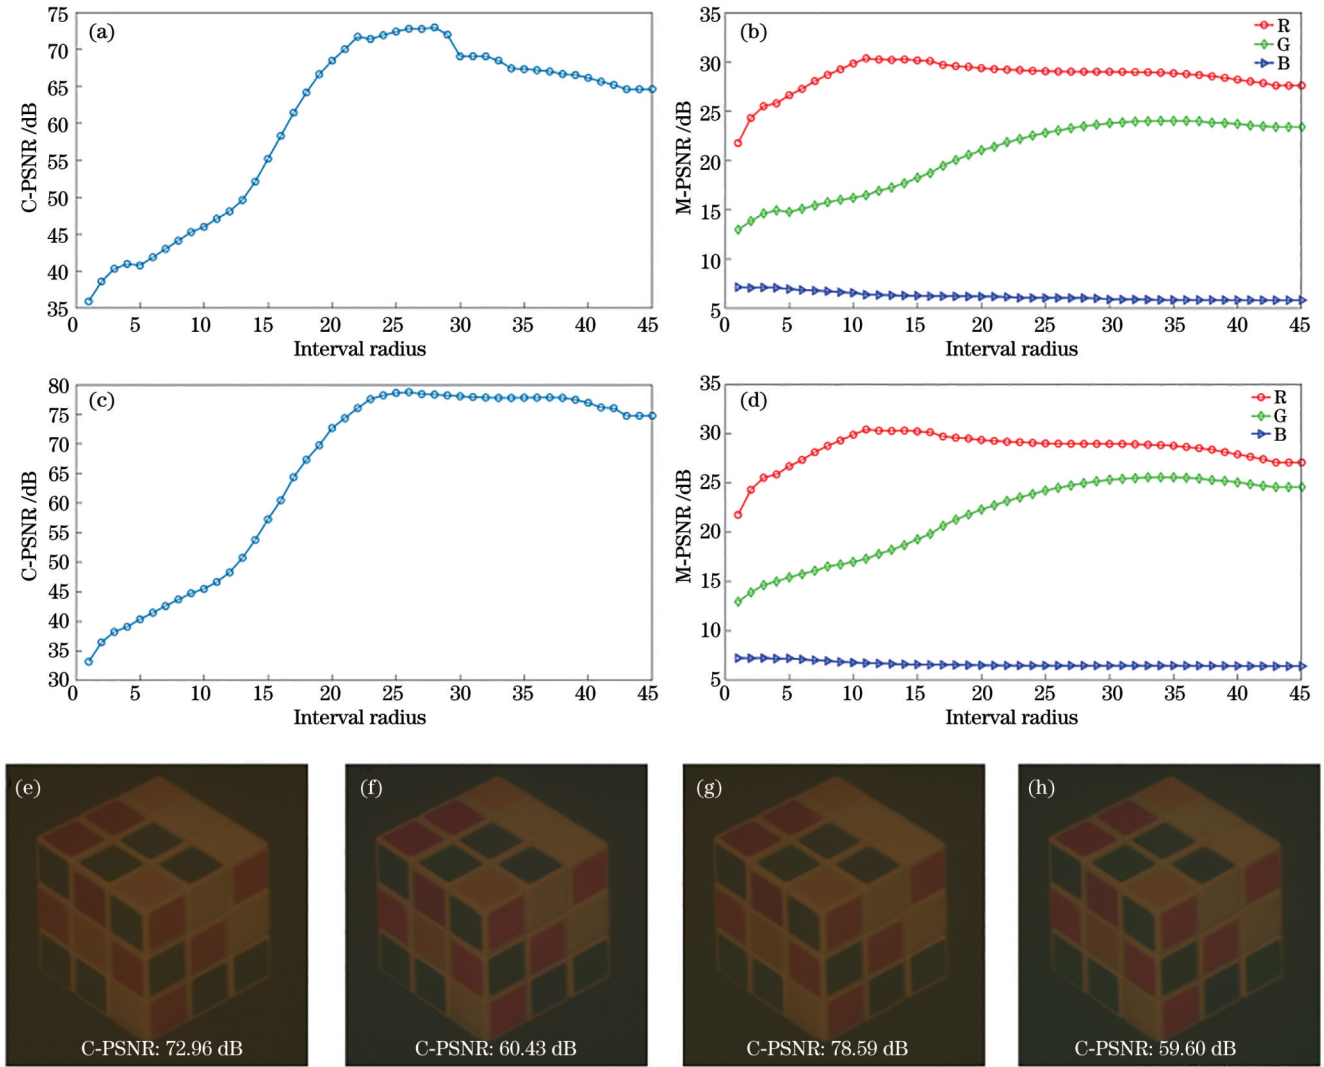 (a)
C-PSNR /dB
75
70
65
60
55
50
45
40
35
0 5 10 15 20 25 30 35 40 45
Interval radius
(b)
R
G
B
M-PSNR /dB
35
30
25
20
15
10
5
0 5 10 15 20 25 30 35 40 45
Interval radius
(c)
C-PSNR /dB
80
75
70
65
60
55
50
45
40
35
30
0 5 10 15 20 25 30 35 40 45
Interval radius
(d)
R
G
B
M-PSNR /dB
35
30
25
20
15
10
5
0 5 10 15 20 25 30 35 40 45
Interval radius
(e)
C-PSNR: 72.96 dB
(f)
C-PSNR: 60.43 dB
(g)
C-PSNR: 78.59 dB
(h)
C-PSNR: 59.60 dB